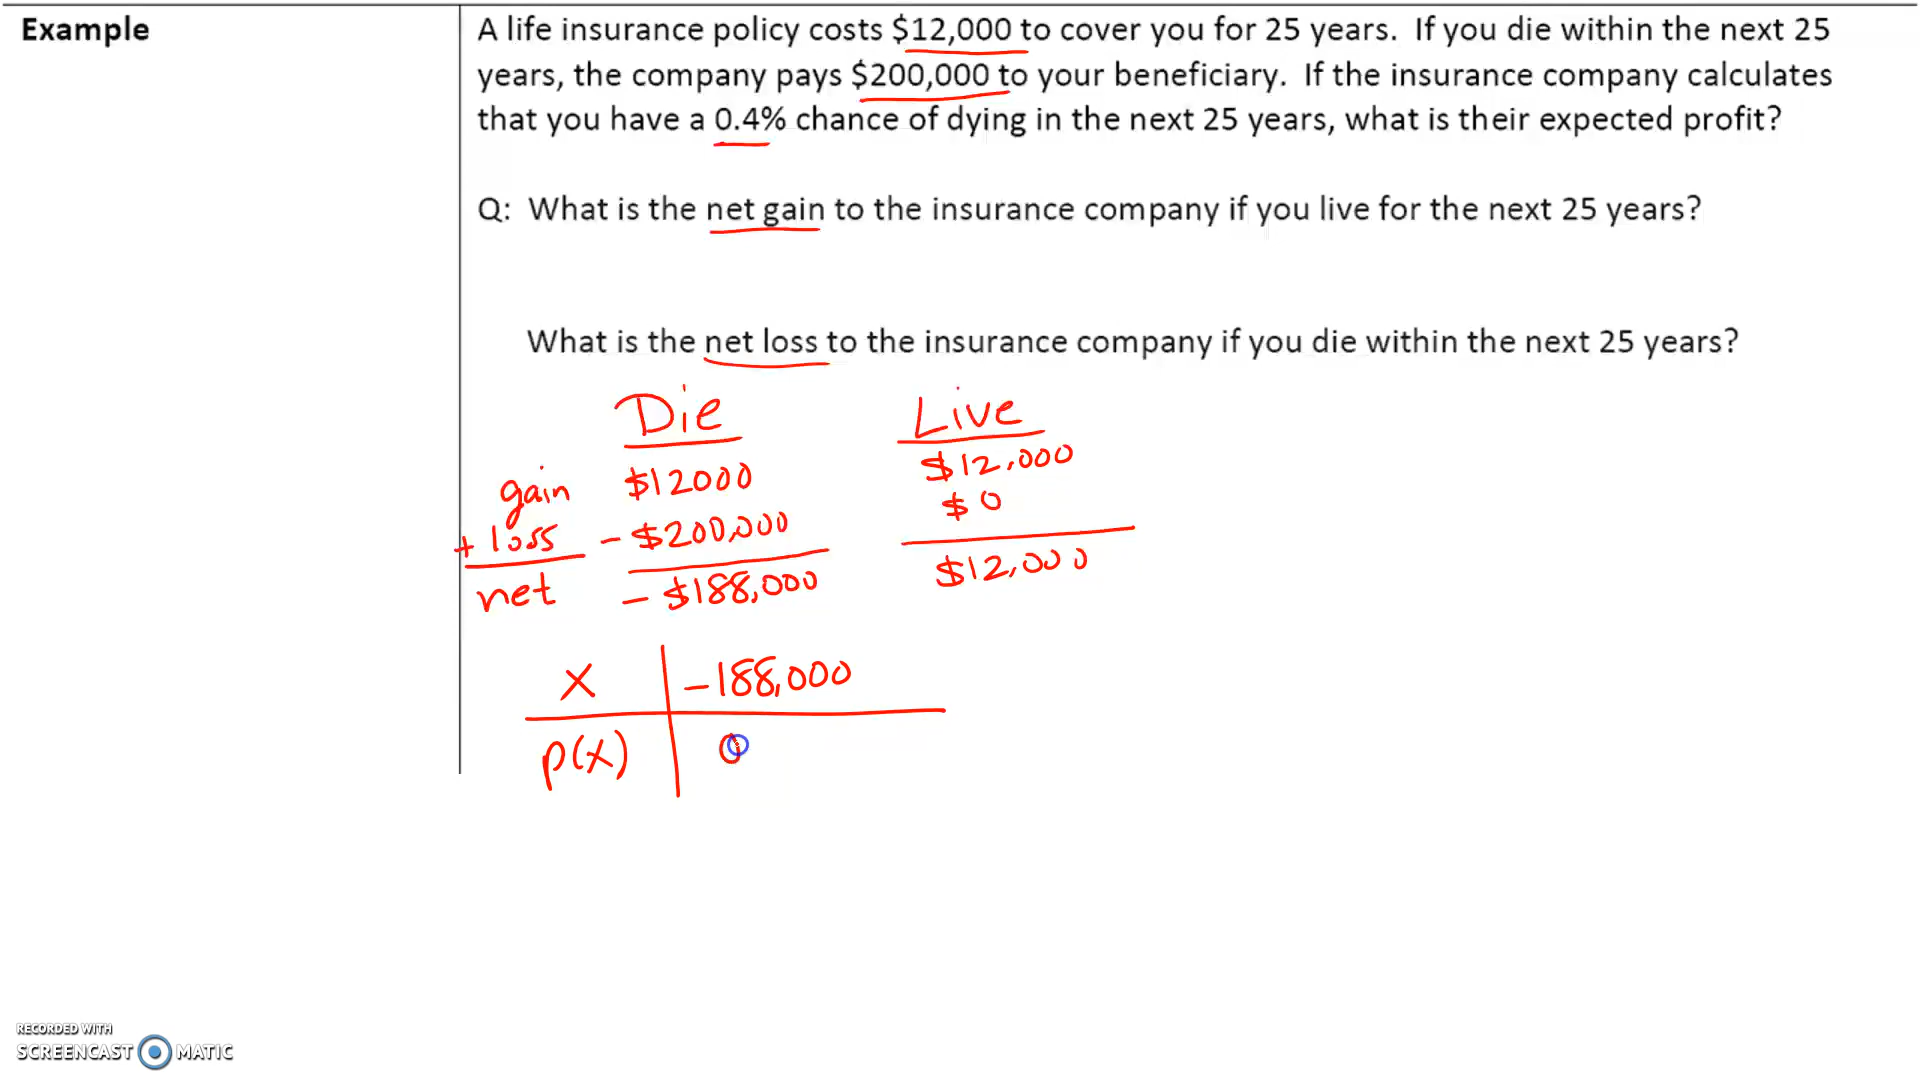 Example
A life insurance policy costs $12,000 to cover you for 25 years. If you die within the next 25
years, the company pays $200,000 to your beneficiary. If the insurance company calculates
that you have a 0.4% chance of dying in the next 25 years, what is their expected profit?
Q: What is the net gain to the insurance company if you live for the next 25 years?
What is the net loss to the insurance company if you die within the next 25 years?
Die Live
gain $12000 $12,000
+ loss - $200,000 $0
net - $188,000 $12,000
X -188,000
P(X) 0
RECORDED WITH
SCREENCAST MATIC